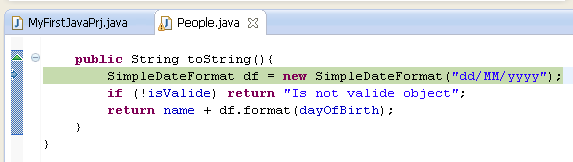 MyFirstJavaPrj.java People.java
public String toString(){
SimpleDateFormat df = new SimpleDateFormat("dd/MM/yyyy");
if (!isValide) return "Is not valide object";
return name + df.format(dayOfBirth);
}
}